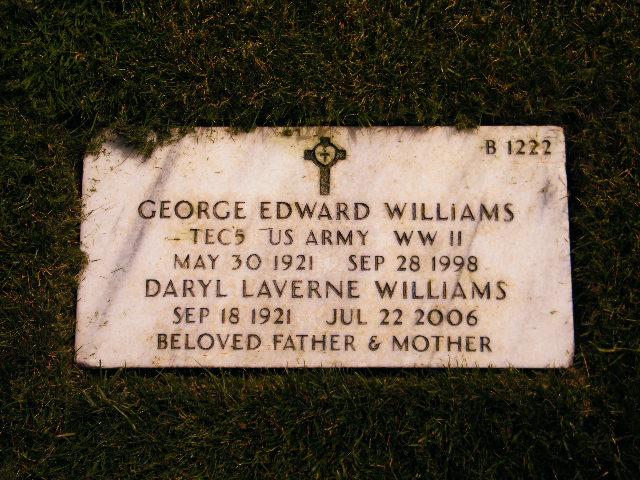 B 1222
GEORGE EDWARD WILLIAMS
TEC5 US ARMY WW II
MAY 30 1921 SEP 28 1998
DARYL LAVERNE WILLIAMS
SEP 18 1921 JUL 22 2006
BELOVED FATHER & MOTHER